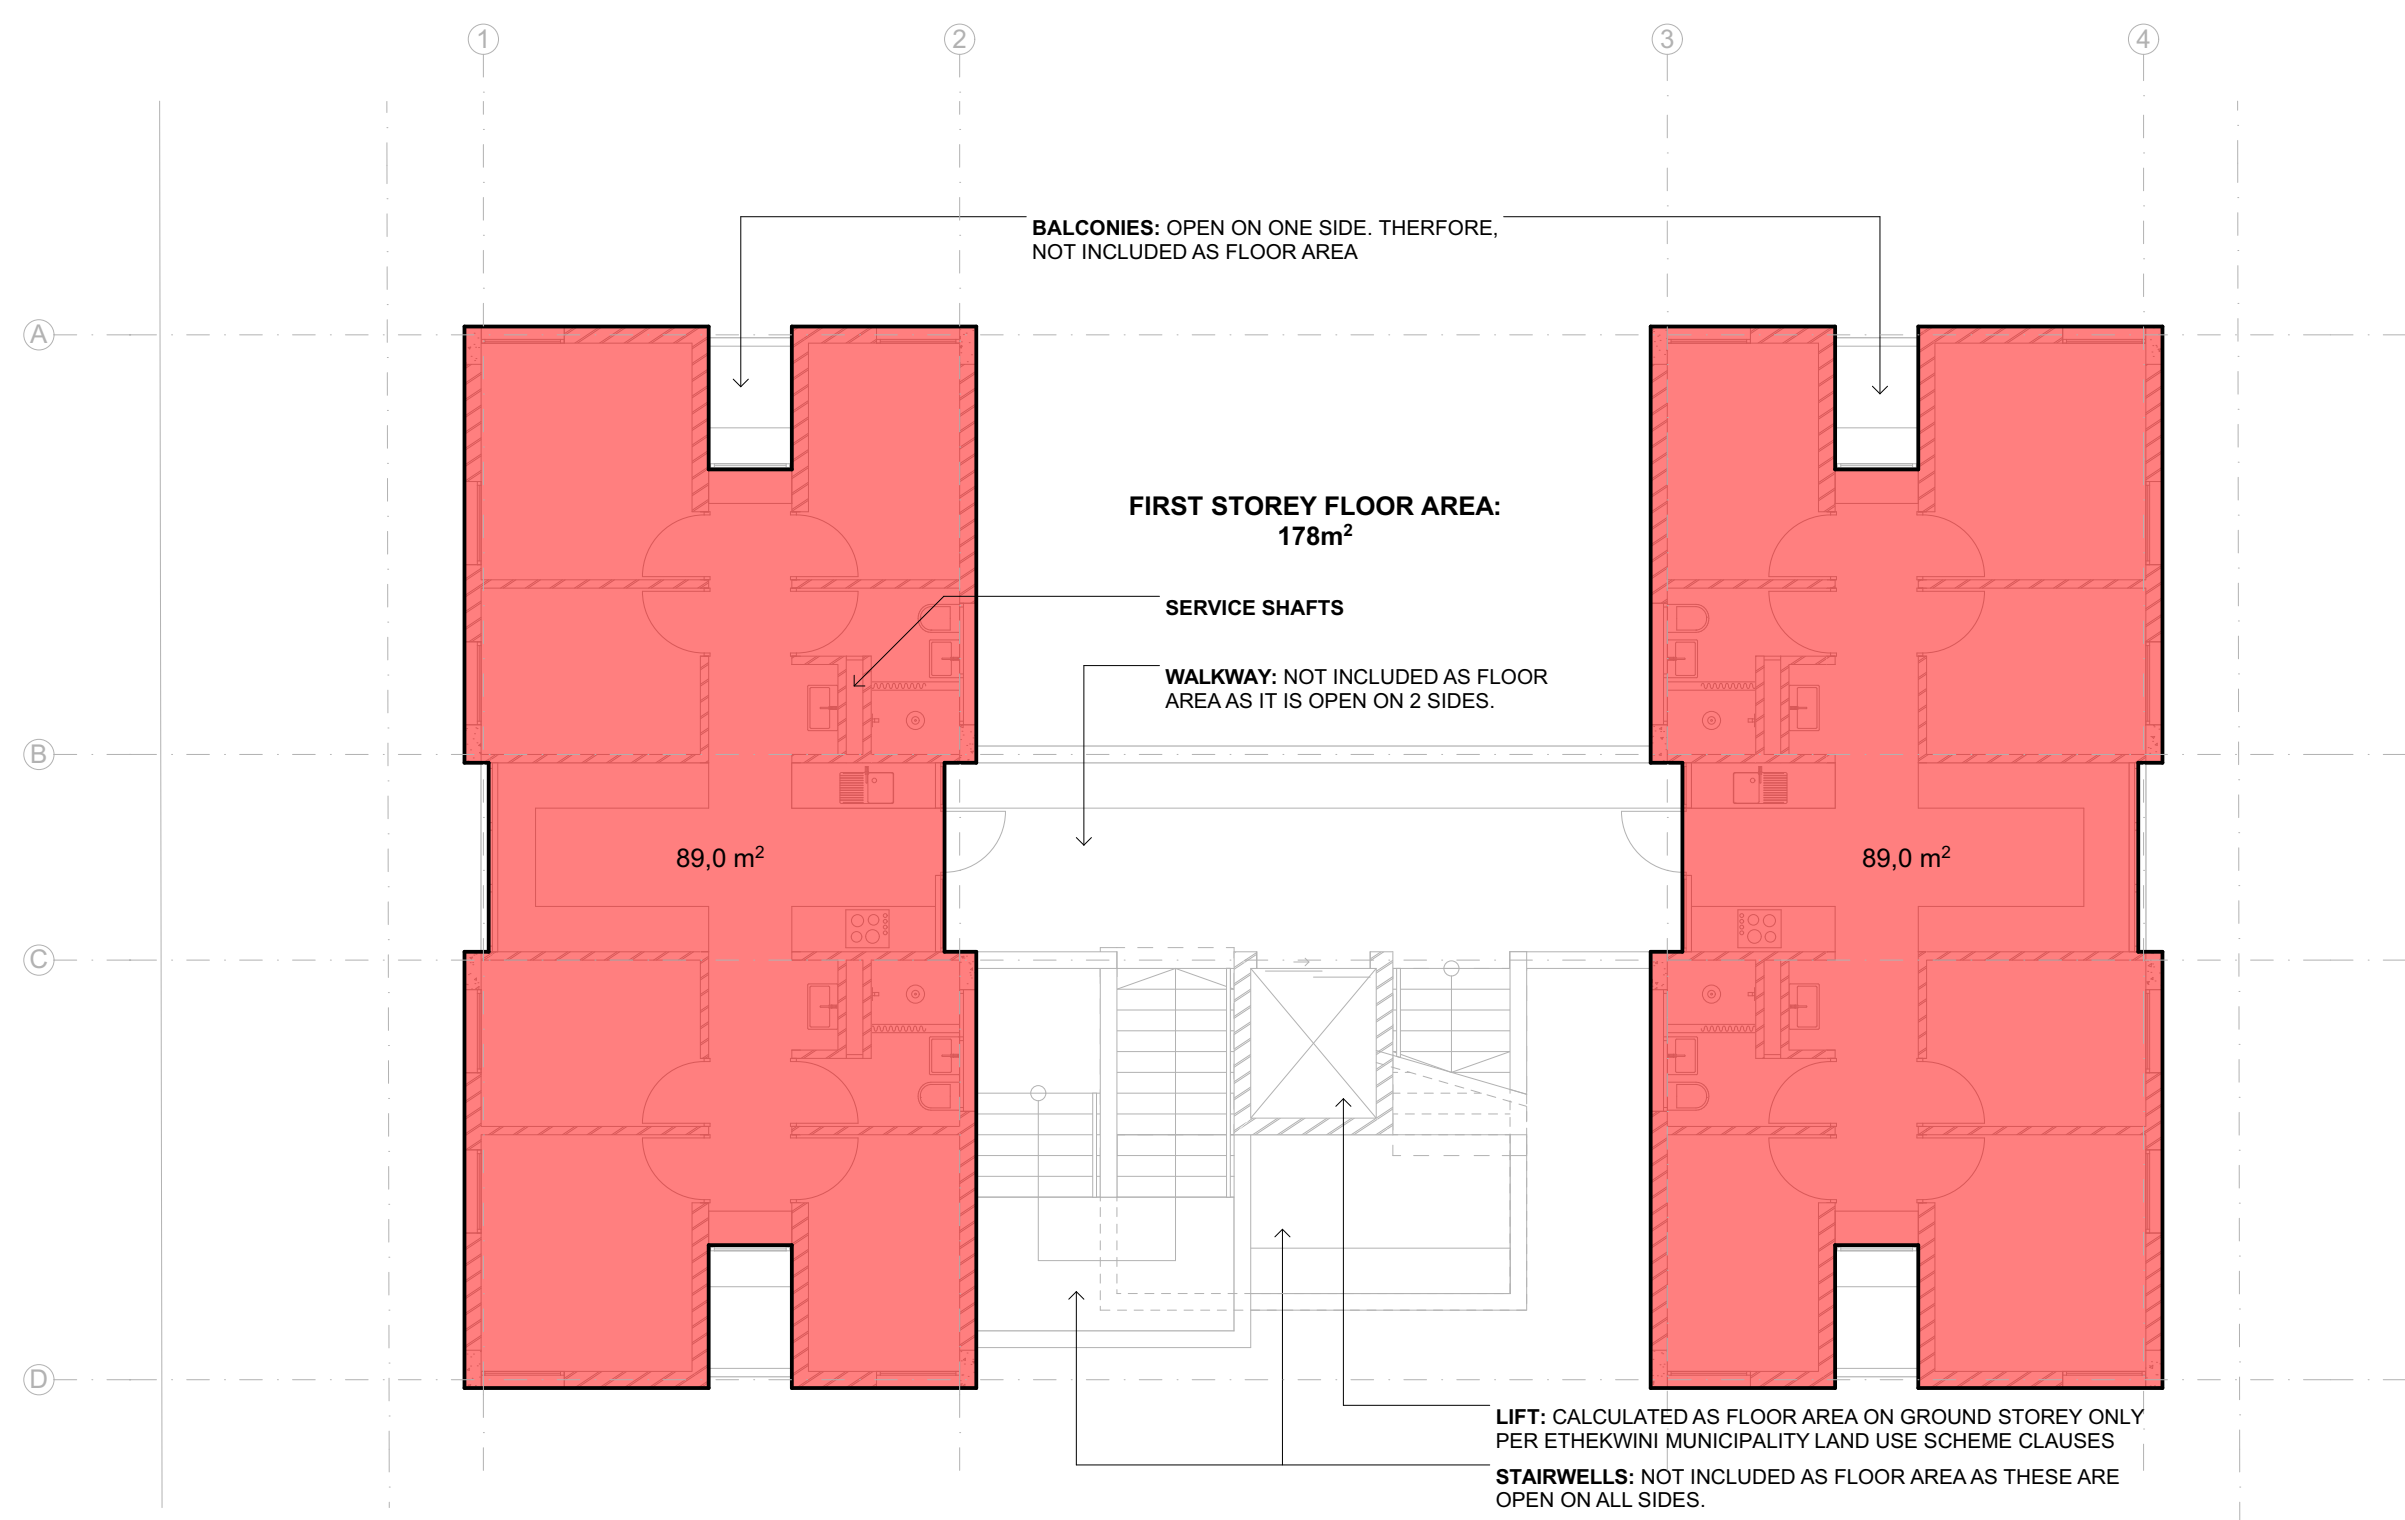 1 2 3 4
BALCONIES: OPEN ON ONE SIDE. THERFORE,
NOT INCLUDED AS FLOOR AREA
A
FIRST STOREY FLOOR AREA:
178m²
SERVICE SHAFTS
WALKWAY: NOT INCLUDED AS FLOOR
AREA AS IT IS OPEN ON 2 SIDES.
B
89,0 m²
89,0 m²
C
D
LIFT: CALCULATED AS FLOOR AREA ON GROUND STOREY ONLY
PER ETHEKWINI MUNICIPALITY LAND USE SCHEME CLAUSES
STAIRWELLS: NOT INCLUDED AS FLOOR AREA AS THESE ARE
OPEN ON ALL SIDES.